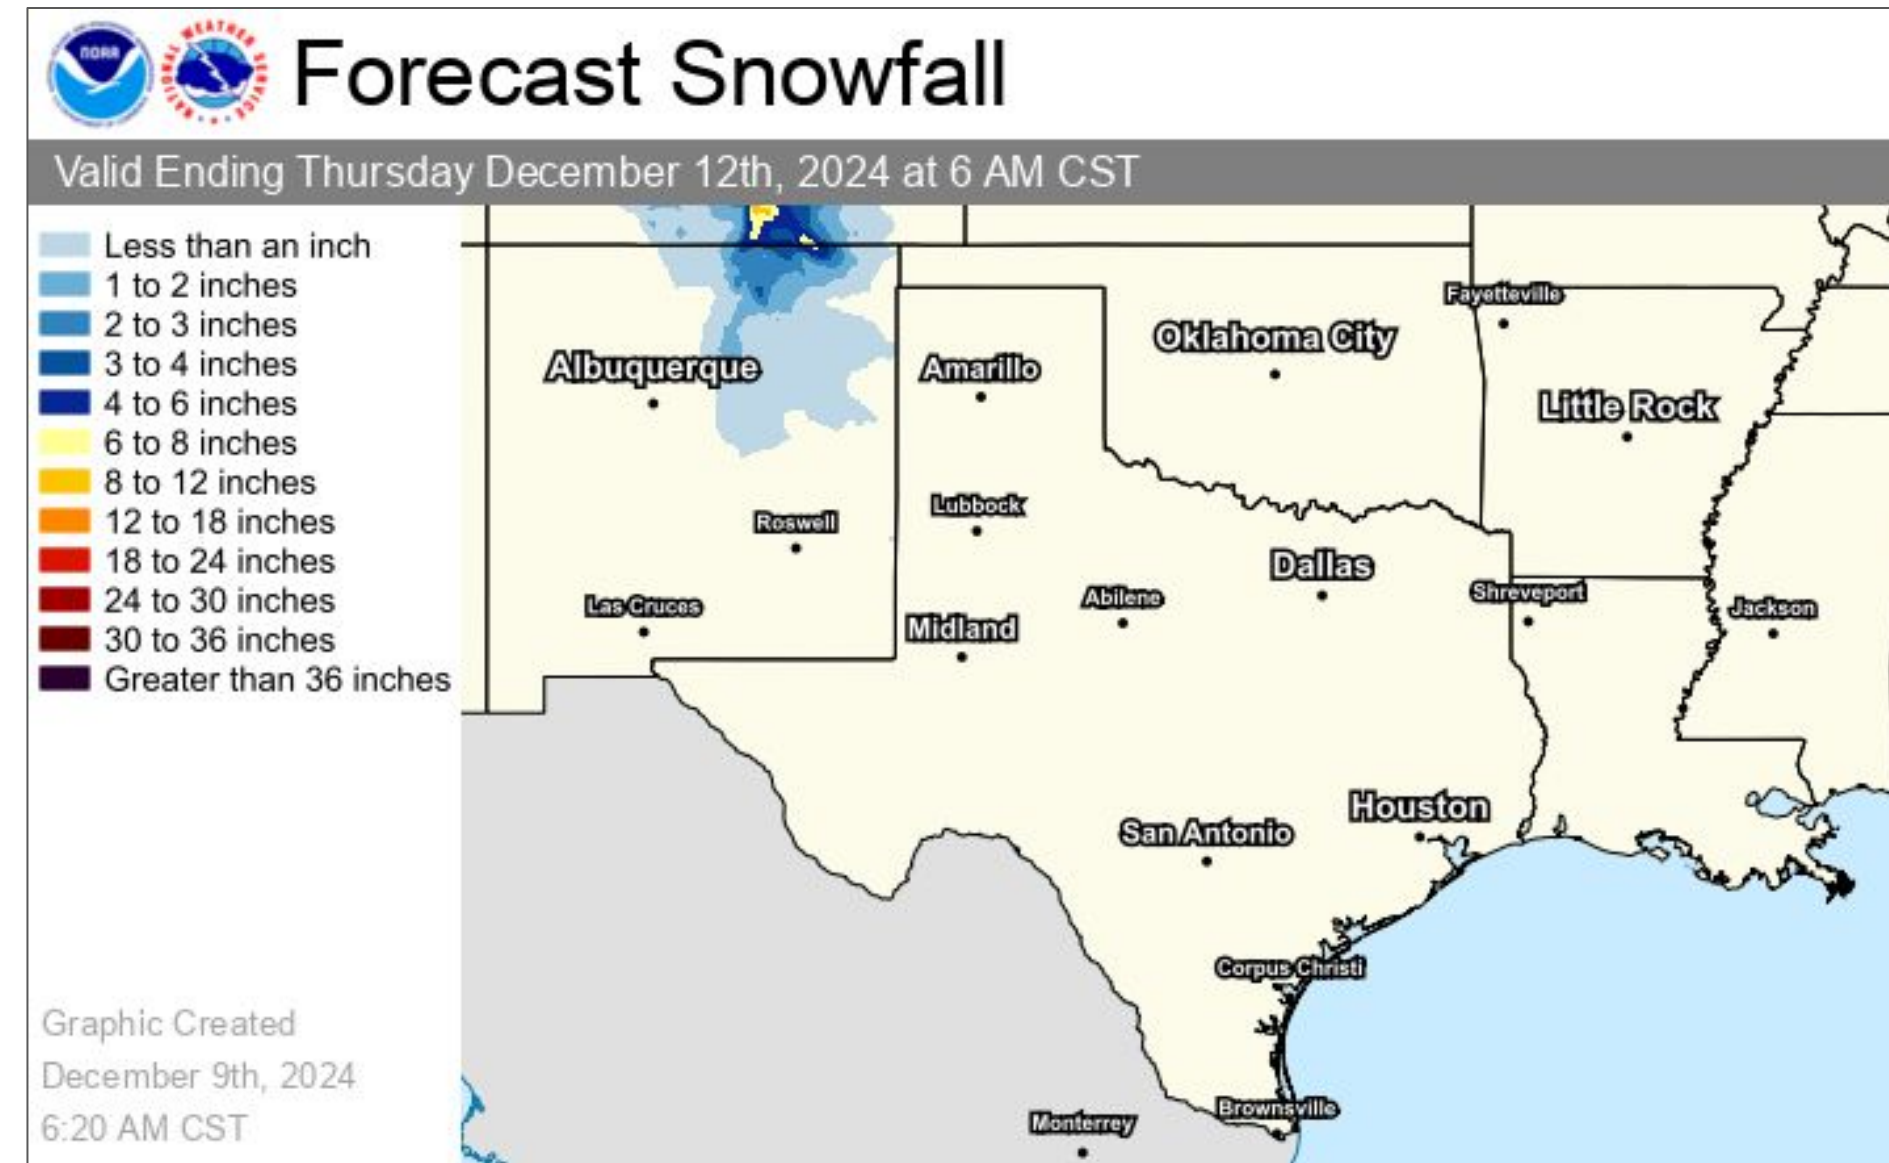 NOAA
NATIONAL WEATHER SERVICE
Forecast Snowfall
Valid Ending Thursday December 12th, 2024 at 6 AM CST
Less than an inch
1 to 2 inches
2 to 3 inches
3 to 4 inches
4 to 6 inches
6 to 8 inches
8 to 12 inches
12 to 18 inches
18 to 24 inches
24 to 30 inches
30 to 36 inches
Greater than 36 inches
Fayetteville
Oklahoma City
Albuquerque
Amarillo
Little Rock
Lubbock
Roswell
Dallas
Shreveport
Abilene
Las Cruces
Jackson
Midland
Houston
San Antonio
Corpus Christi
Brownsville
Monterrey
Graphic Created
December 9th, 2024
6:20 AM CST